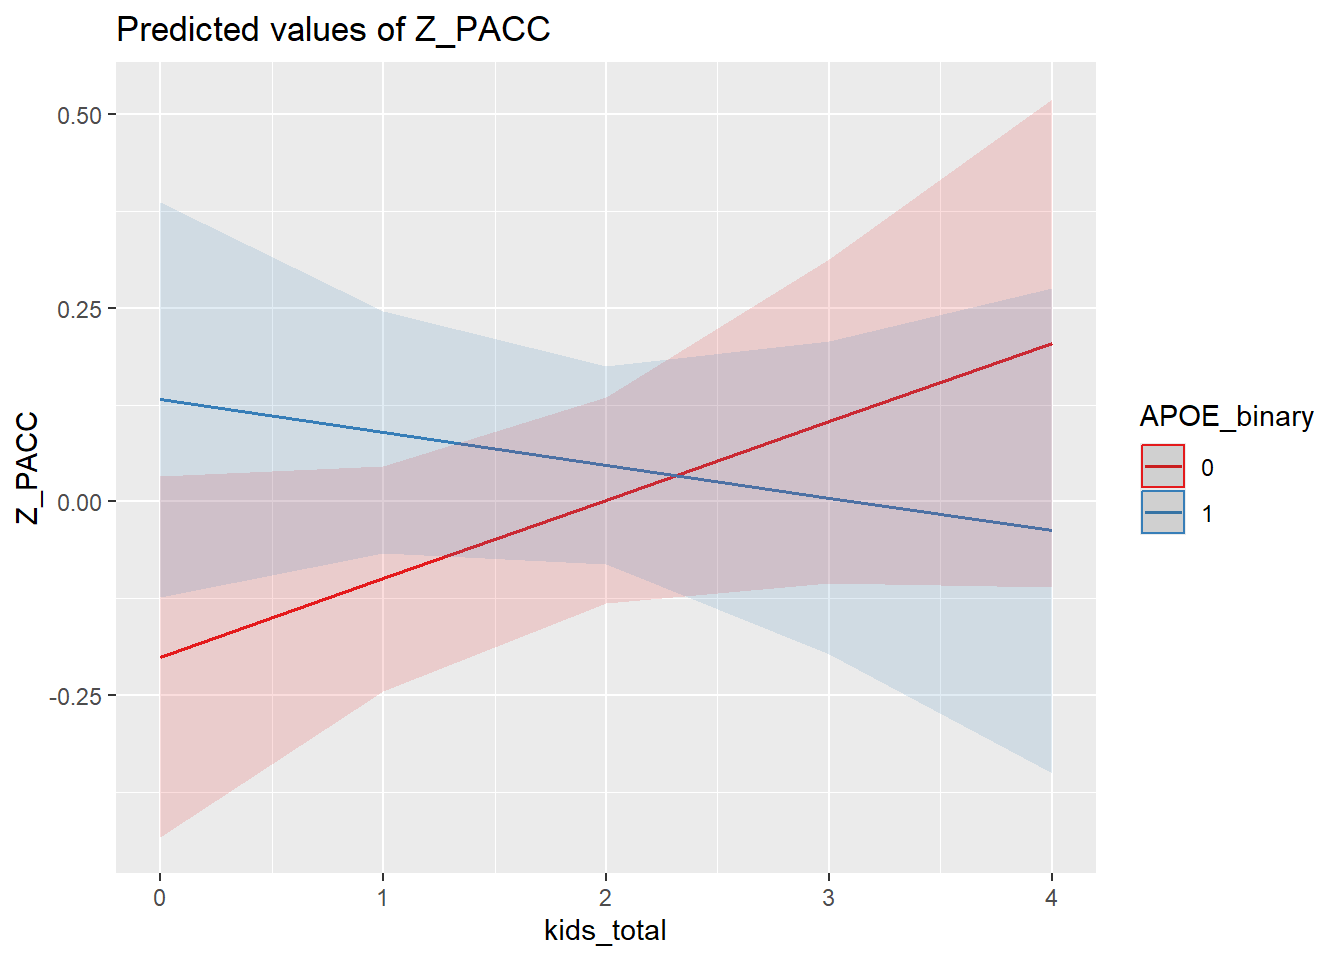 Predicted values of Z_PACC
0.50
0.25
0.00
-0.25
Z_PACC
0
1
2
3
4
kids_total
APOE_binary
0
1